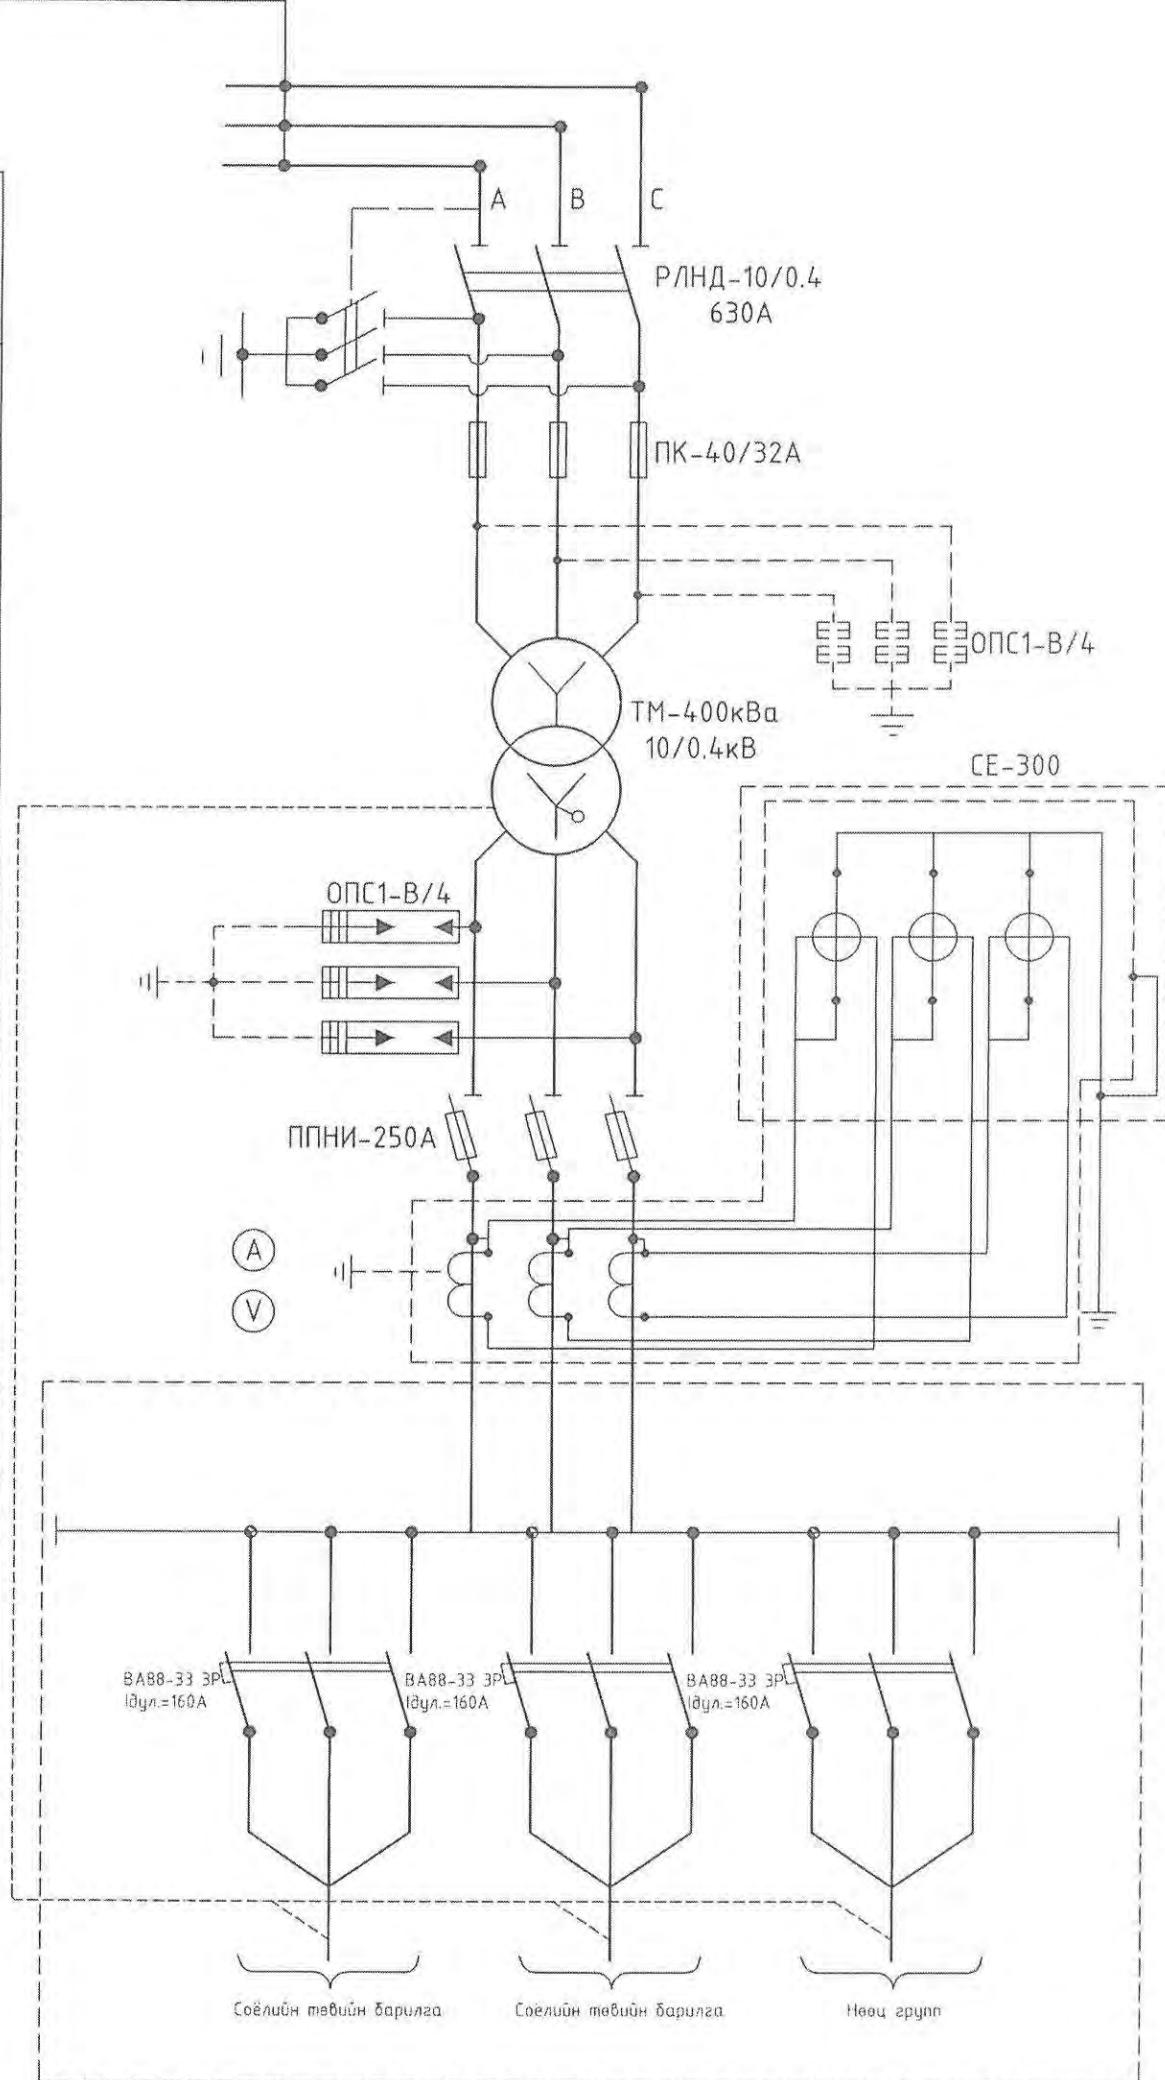 A B C
РЛНД-10/0.4
630А
ПК-40/32А
ОПС1-В/4
ТМ-400кВа
10/0.4кВ
СЕ-300
ОПС1-В/4
ППНИ-250А
A
V
ВА88-33 3Р
Iдул.=160А
ВА88-33 3Р
Iдул.=160А
ВА88-33 3Р
Iдул.=160А
Соёлийн төвийн барилга
Соёлийн төвийн барилга
Нөөц групп